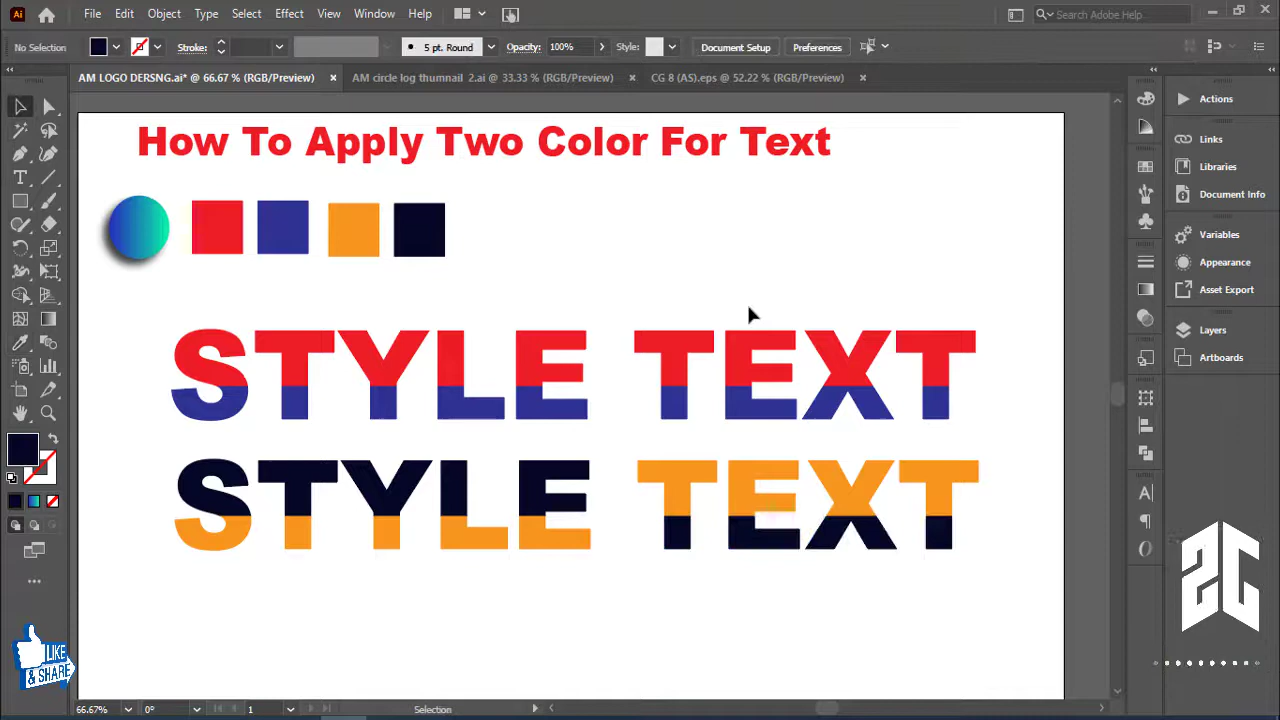 Ai File Edit Object Type Select Effect View Window Help Search Adobe Help...
No Selection Stroke: 5 pt. Round Opacity: 100% Style: Document Setup Preferences
AM LOGO DERSNG.ai* @ 66.67 % (RGB/Preview) × AM circle log thumnail 2.ai @ 33.33 % (RGB/Preview) × CG 8 (AS).eps @ 52.22 % (RGB/Preview) ×
How To Apply Two Color For Text
STYLE TEXT
STYLE TEXT
Actions
Links
Libraries
Document Info
Variables
Appearance
Asset Export
Layers
Artboards
LIKE
& SHARE
66.67% 0° 1 Selection